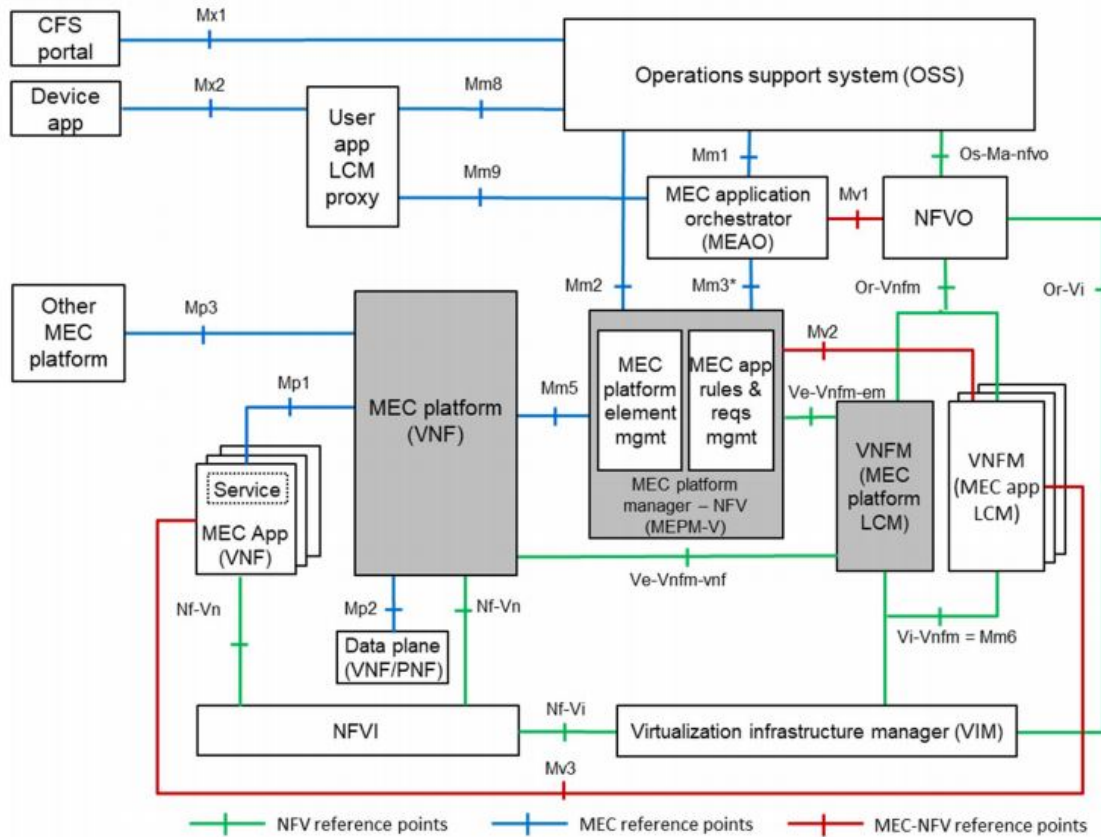 CFS
portal
Mx1
Operations support system (OSS)
Device
app
Mx2
User
app
LCM
proxy
Mm8
Mm9
Mm1
Os-Ma-nfvo
MEC application
orchestrator
(MEAO)
Mv1
NFVO
Other
MEC
platform
Mp3
Mm2
Mm3*
Or-Vnfm
Or-Vi
MEC platform
(VNF)
Mp1
Mm5
MEC
platform
element
mgmt
MEC app
rules &
reqs
mgmt
MEC platform
manager – NFV
(MEPM-V)
Mv2
Ve-Vnfm-em
VNFM
(MEC
platform
LCM)
VNFM
(MEC app
LCM)
Service
MEC App
(VNF)
Ve-Vnfm-vnf
Nf-Vn
Mp2
Nf-Vn
Data plane
(VNF/PNF)
Vi-Vnfm = Mm6
NFVI
Nf-Vi
Virtualization infrastructure manager (VIM)
Mv3
NFV reference points
MEC reference points
MEC-NFV reference points